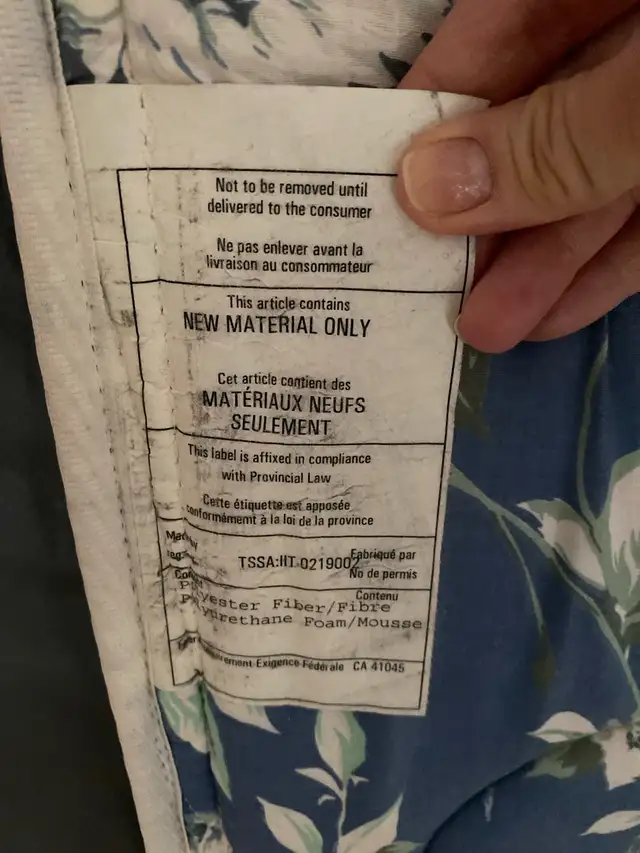 Not to be removed until
delivered to the consumer
Ne pas enlever avant la
livraison au consommateur
This article contains
NEW MATERIAL ONLY
Cet article contient des
MATÉRIAUX NEUFS
SEULEMENT
This label is affixed in compliance
with Provincial Law
Cette étiquette est apposée
conformémemt à la loi de la province
Fabriqué par
TSSA:IIT 0219002
No de permis
Contenu
Fiber/Fibre
Foam/Mousse
Exigence Fédérale CA 41045